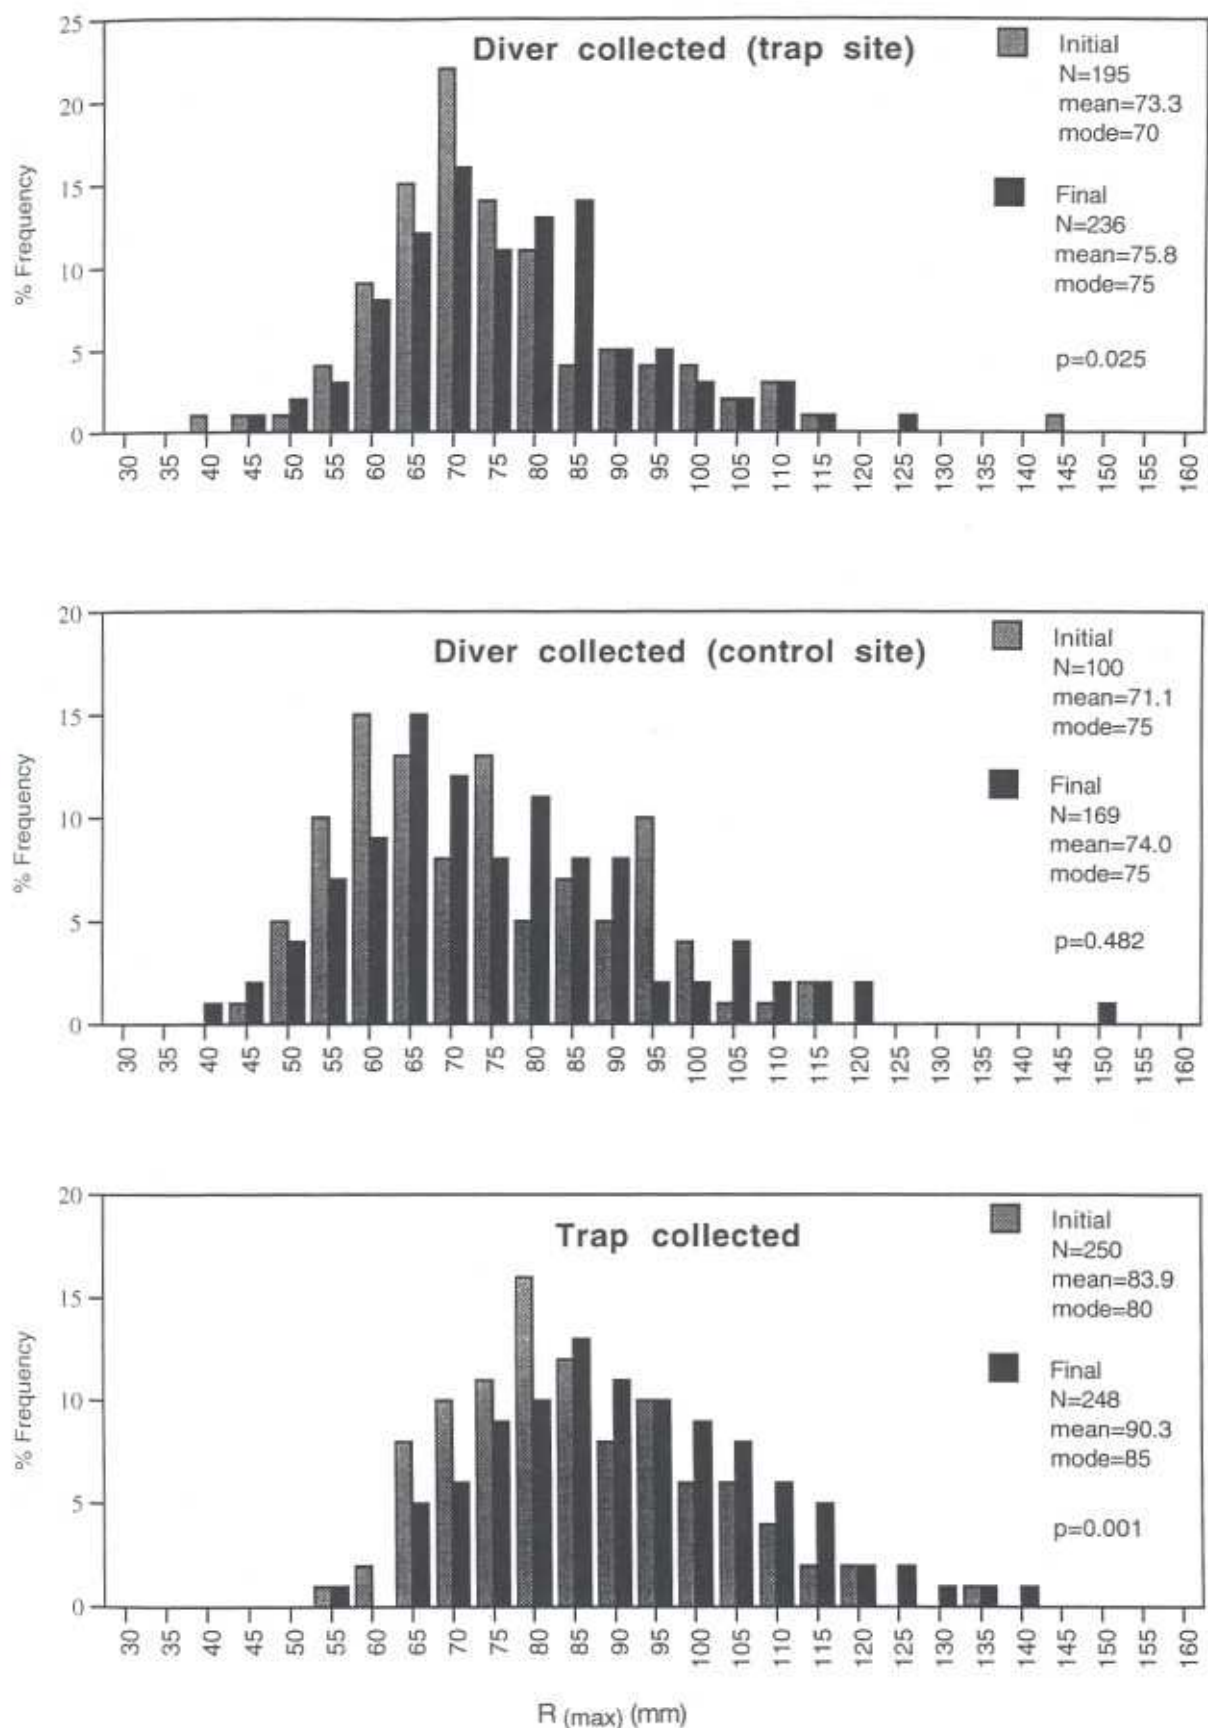 Diver collected (trap site)
Initial
N=195
mean=73.3
mode=70
Final
N=236
mean=75.8
mode=75
p=0.025
% Frequency
25
20
15
10
5
0
30 35 40 45 50 55 60 65 70 75 80 85 90 95 100 105 110 115 120 125 130 135 140 145 150 155 160
Diver collected (control site)
Initial
N=100
mean=71.1
mode=75
Final
N=169
mean=74.0
mode=75
p=0.482
% Frequency
20
15
10
5
0
30 35 40 45 50 55 60 65 70 75 80 85 90 95 100 105 110 115 120 125 130 135 140 145 150 155 160
Trap collected
Initial
N=250
mean=83.9
mode=80
Final
N=248
mean=90.3
mode=85
p=0.001
% Frequency
20
15
10
5
0
30 35 40 45 50 55 60 65 70 75 80 85 90 95 100 105 110 115 120 125 130 135 140 145 150 155 160
R (max) (mm)